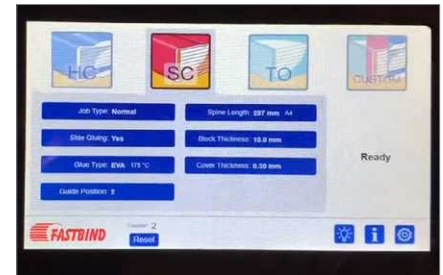 HC SC TO CUSTOM
Job Type: Normal Spine Length: 297 mm A4
Side Gluing: Yes Block Thickness: 10.0 mm
Glue Type: EVA 175 °C Cover Thickness: 0.30 mm
Ready
Guide Position: 2
FASTBIND Counter: 2
Reset